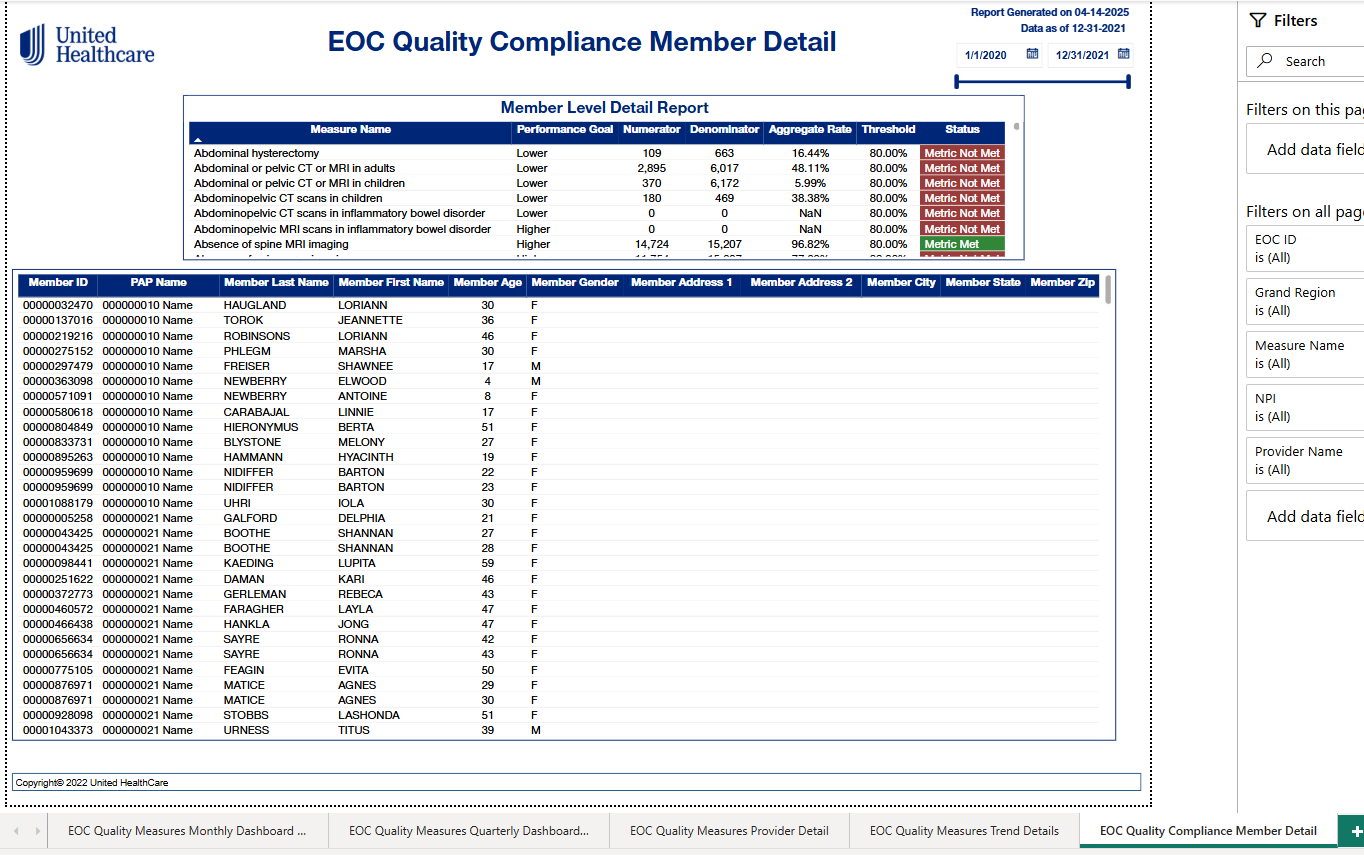 Report Generated on 04-14-2025
Data as of 12-31-2021
United
Healthcare
EOC Quality Compliance Member Detail
1/1/2020 12/31/2021
Member Level Detail Report
Measure Name Performance Goal Numerator Denominator Aggregate Rate Threshold Status
Abdominal hysterectomy Lower 109 663 16.44% 80.00% Metric Not Met
Abdominal or pelvic CT or MRI in adults Lower 2,895 6,017 48.11% 80.00% Metric Not Met
Abdominal or pelvic CT or MRI in children Lower 370 6,172 5.99% 80.00% Metric Not Met
Abdominopelvic CT scans in children Lower 180 469 38.38% 80.00% Metric Not Met
Abdominopelvic CT scans in inflammatory bowel disorder Lower 0 0 NaN 80.00% Metric Not Met
Abdominopelvic MRI scans in inflammatory bowel disorder Higher 0 0 NaN 80.00% Metric Not Met
Absence of spine MRI imaging Higher 14,724 15,207 96.82% 80.00% Metric Met
Member ID PAP Name Member Last Name Member First Name Member Age Member Gender Member Address 1 Member Address 2 Member City Member State Member Zip
00000032470 000000010 Name HAUGLAND LORIANN 30 F
00000137016 000000010 Name TOROK JEANNETTE 36 F
00000219216 000000010 Name ROBINSONS LORIANN 46 F
00000275152 000000010 Name PHLEGM MARSHA 30 F
00000297479 000000010 Name FREISER SHAWNEE 17 M
00000363098 000000010 Name NEWBERRY ELWOOD 4 M
00000571091 000000010 Name NEWBERRY ANTOINE 8 F
00000580618 000000010 Name CARABAJAL LINNIE 17 F
00000804849 000000010 Name HIERONYMUS BERTA 51 F
00000833731 000000010 Name BLYSTONE MELONY 27 F
00000895263 000000010 Name HAMMANN HYACINTH 19 F
00000959699 000000010 Name NIDIFFER BARTON 22 F
00000959699 000000010 Name NIDIFFER BARTON 23 F
00001088179 000000010 Name UHRI IOLA 30 F
00000005258 000000021 Name GALFORD DELPHIA 21 F
00000043425 000000021 Name BOOTHE SHANNAN 27 F
00000043425 000000021 Name BOOTHE SHANNAN 28 F
00000098441 000000021 Name KAEDING LUPITA 59 F
00000251622 000000021 Name DAMAN KARI 46 F
00000372773 000000021 Name GERLEMAN REBECA 43 F
00000460572 000000021 Name FARAGHER LAYLA 47 F
00000466438 000000021 Name HANKLA JONG 47 F
00000656634 000000021 Name SAYRE RONNA 42 F
00000656634 000000021 Name SAYRE RONNA 43 F
00000775105 000000021 Name FEAGIN EVITA 50 F
00000876971 000000021 Name MATICE AGNES 29 F
00000876971 000000021 Name MATICE AGNES 30 F
00000928098 000000021 Name STOBBS LASHONDA 51 F
00001043373 000000021 Name URNESS TITUS 39 M
Copyright© 2022 United HealthCare
Filters
Search
Filters on this pag
Add data field
Filters on all page
EOC ID
is (All)
Grand Region
is (All)
Measure Name
is (All)
NPI
is (All)
Provider Name
is (All)
Add data field
EOC Quality Measures Monthly Dashboard ... EOC Quality Measures Quarterly Dashboard... EOC Quality Measures Provider Detail EOC Quality Measures Trend Details EOC Quality Compliance Member Detail